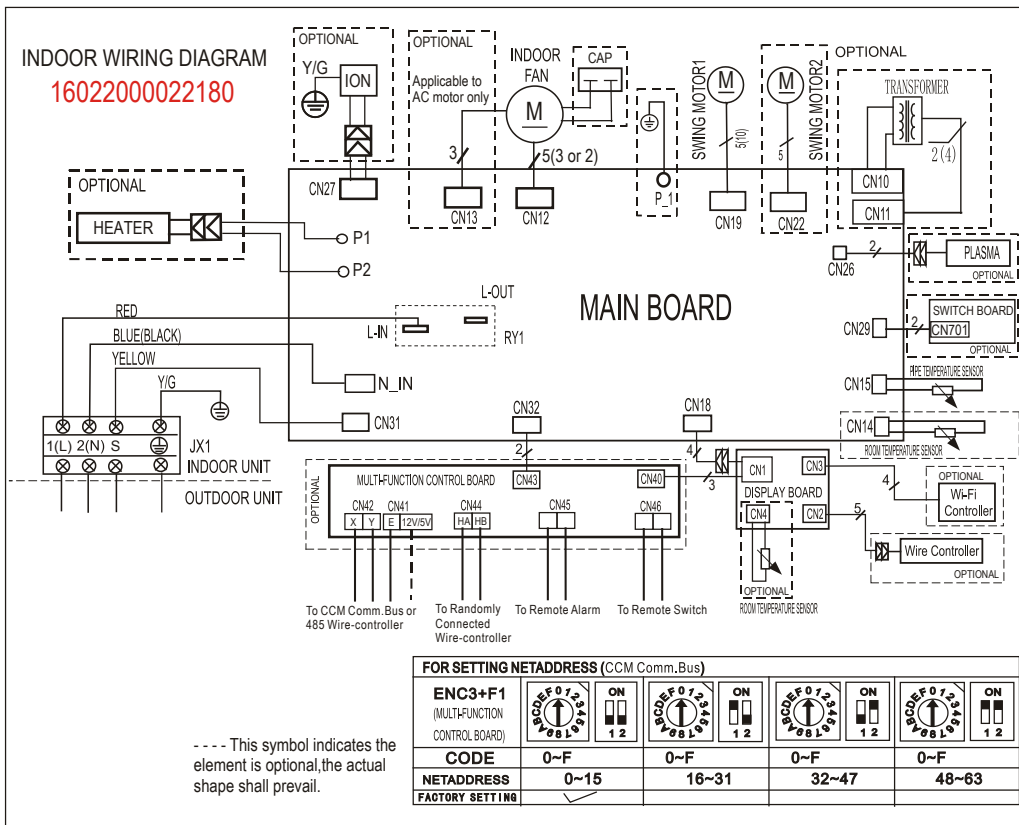 INDOOR WIRING DIAGRAM
16022000022180
OPTIONAL
Y/G
ION
CN27
OPTIONAL
Applicable to
AC motor only
3
CN13
INDOOR
FAN
M
CAP
5(3 or 2)
CN12
P_1
SWING MOTOR1
M
5(10)
CN19
SWING MOTOR2
M
5
CN22
OPTIONAL
TRANSFORMER
2(4)
CN10
CN11
OPTIONAL
HEATER
P1
P2
L-OUT
L-IN
RY1
MAIN BOARD
CN26
2
PLASMA
OPTIONAL
CN29
2
SWITCH BOARD
CN701
OPTIONAL
PIPE TEMPERATURE SENSOR
CN15
CN14
ROOM TEMPERATURE SENSOR
RED
BLUE(BLACK)
YELLOW
Y/G
N_IN
CN31
1(L) 2(N) S
JX1
INDOOR UNIT
OUTDOOR UNIT
CN32
2
CN18
4
OPTIONAL
MULTI-FUNCTION CONTROL BOARD
CN43
CN40
3
CN42
X Y
CN41
E 12V/5V
CN44
HA HB
CN45
CN46
CN1
CN3
DISPLAY BOARD
CN4
CN2
OPTIONAL
ROOM TEMPERATURE SENSOR
4
OPTIONAL
Wi-Fi
Controller
5
Wire Controller
OPTIONAL
To CCM Comm.Bus or
485 Wire-controller
To Randomly
Connected
Wire-controller
To Remote Alarm
To Remote Switch
FOR SETTING NETADDRESS (CCM Comm.Bus)
ENC3+F1
(MULTI-FUNCTION
CONTROL BOARD)
0123456789ABCDEF
ON
1 2
0123456789ABCDEF
ON
1 2
0123456789ABCDEF
ON
1 2
0123456789ABCDEF
ON
1 2
CODE 0~F 0~F 0~F 0~F
NETADDRESS 0~15 16~31 32~47 48~63
FACTORY SETTING
---- This symbol indicates the
element is optional,the actual
shape shall prevail.